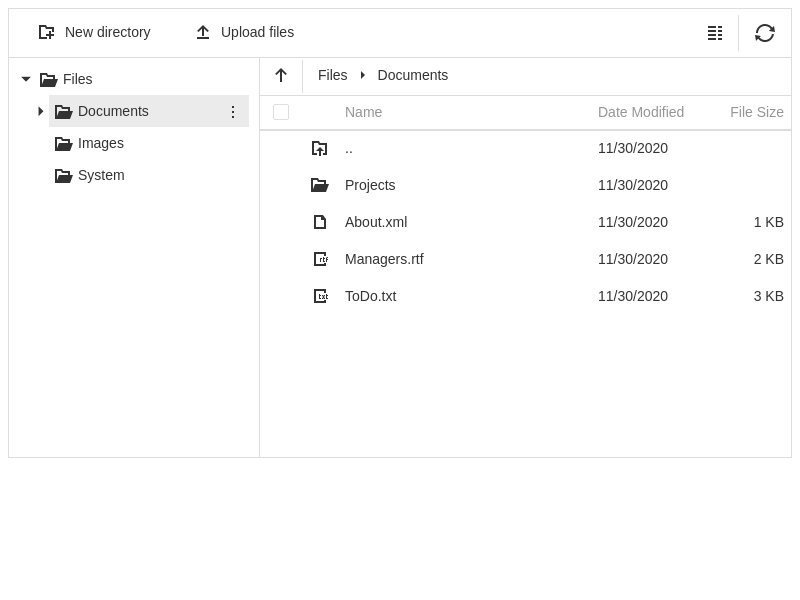 New directory Upload files
Files
Documents
Images
System
Files Documents
Name Date Modified File Size
.. 11/30/2020
Projects 11/30/2020
About.xml 11/30/2020 1 KB
rtf Managers.rtf 11/30/2020 2 KB
txt ToDo.txt 11/30/2020 3 KB